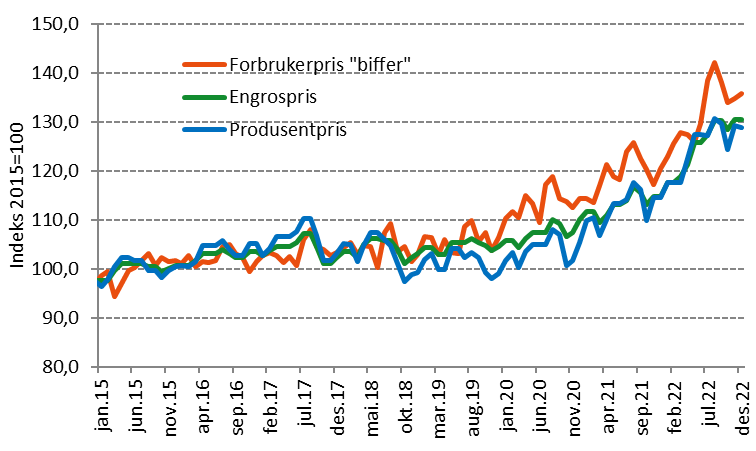 150,0
140,0
130,0
120,0
110,0
100,0
90,0
80,0
Indeks 2015=100
Forbrukerpris "biffer"
Engrospris
Produsentpris
jan.15
jun.15
nov.15
apr.16
sep.16
feb.17
jul.17
des.17
mai.18
okt.18
mar.19
aug.19
jan.20
jun.20
nov.20
apr.21
sep.21
feb.22
jul.22
des.22